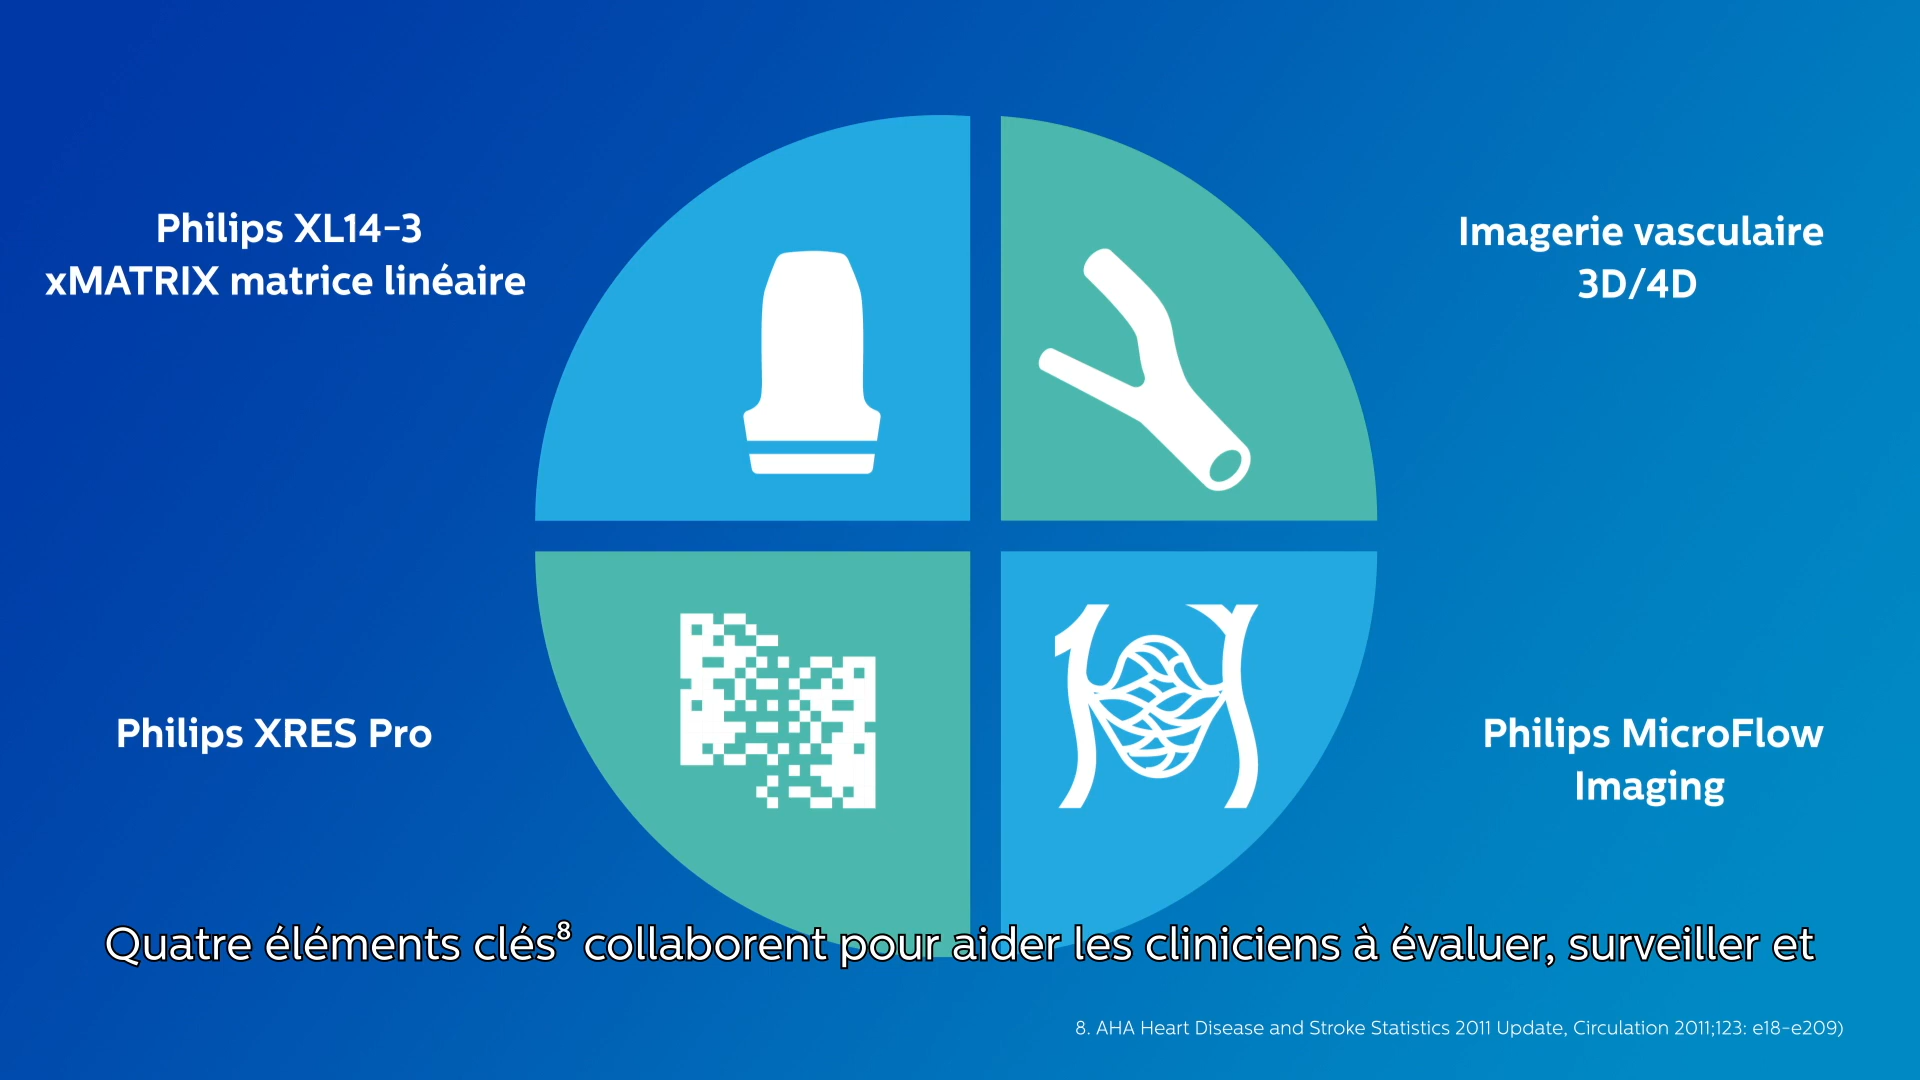 Philips XL14-3
xMATRIX matrice linéaire
Imagerie vasculaire
3D/4D
Philips XRES Pro
Philips MicroFlow
Imaging
Quatre éléments clés⁸ collaborent pour aider les cliniciens à évaluer, surveiller et
8. AHA Heart Disease and Stroke Statistics 2011 Update, Circulation 2011;123: e18-e209)